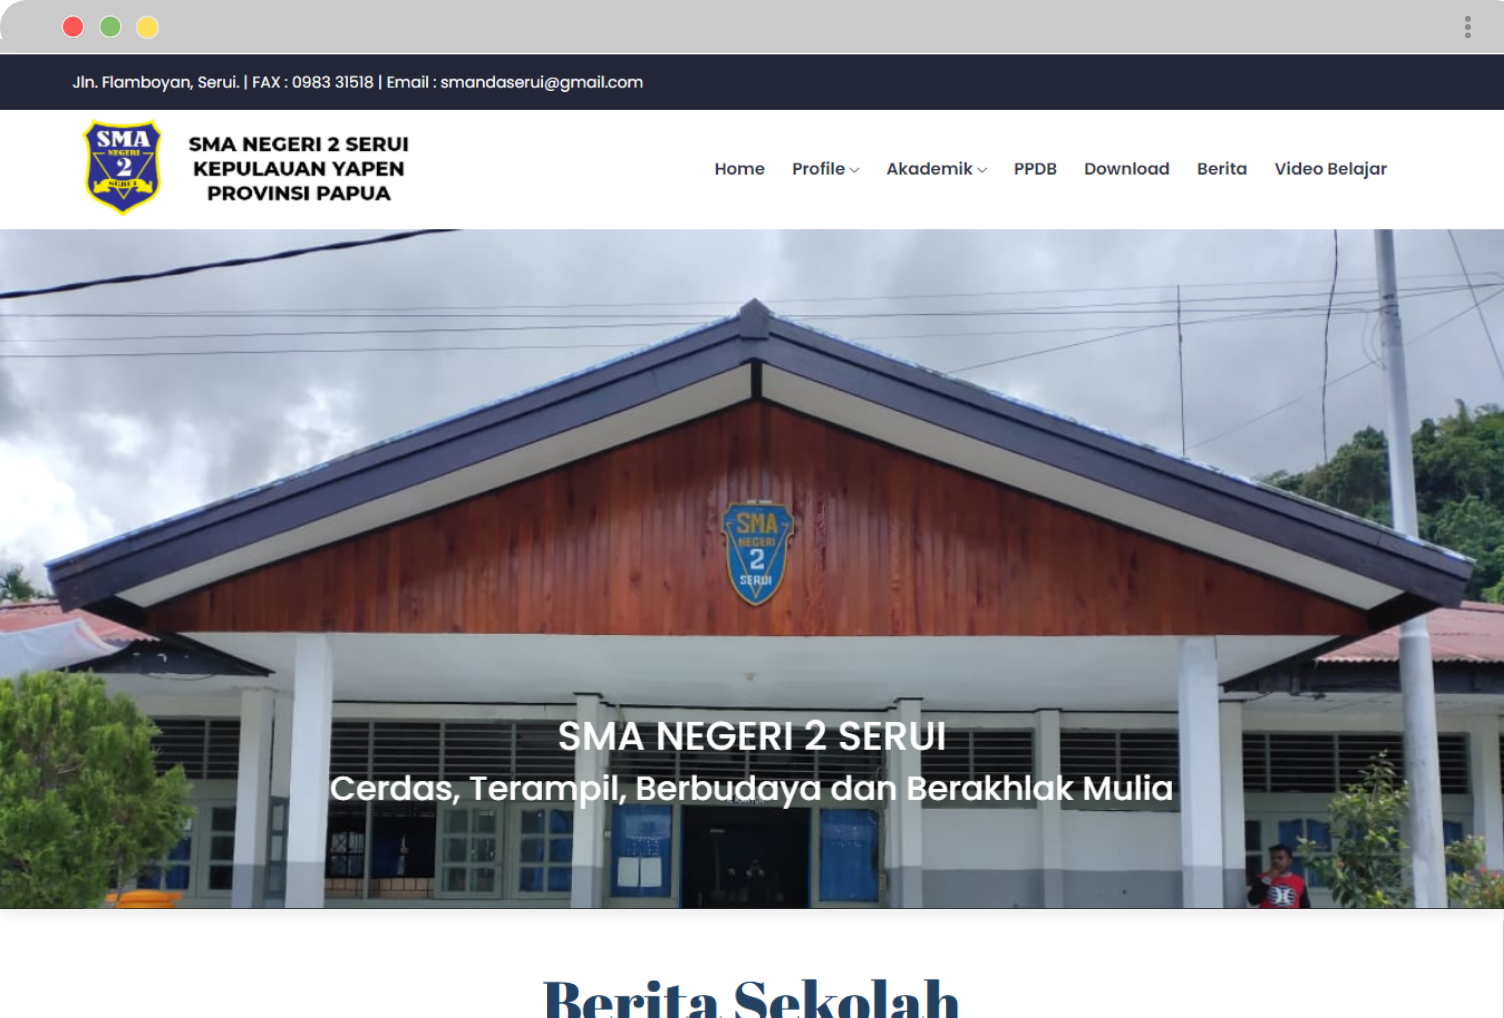 Jln. Flamboyan, Serui. | FAX : 0983 31518 | Email : smandaserui@gmail.com
SMA
NEGERI
2
SERUI
SMA NEGERI 2 SERUI
KEPULAUAN YAPEN
PROVINSI PAPUA
Home Profile Akademik PPDB Download Berita Video Belajar
SMA
NEGERI
2
SERUI
SMA NEGERI 2 SERUI
Cerdas, Terampil, Berbudaya dan Berakhlak Mulia
Berita Sekolah